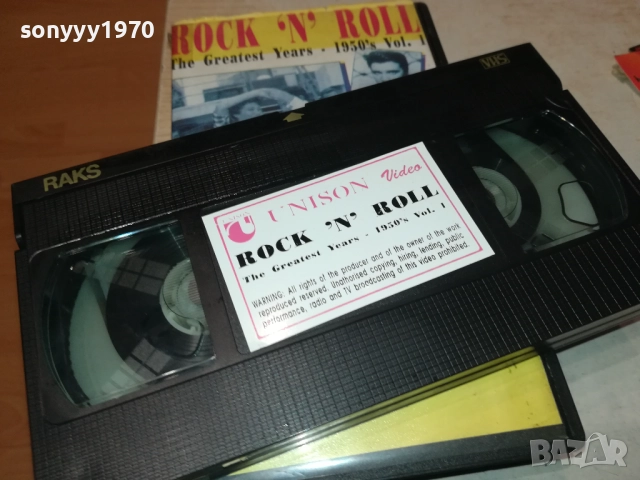 sonyyy1970
ROCK 'N' ROLL
The Greatest Years - 1950's Vol. 1
VHS
RAKS
UNISON Video
ROCK 'N' ROLL
The Greatest Years - 1950's Vol. 1
WARNING: All rights of the producer and of the owner of the work
reproduced reserved. Unauthorised copying, hiring, lending, public
performance, radio and TV brondcasting of this video prohibited.
BAZAR